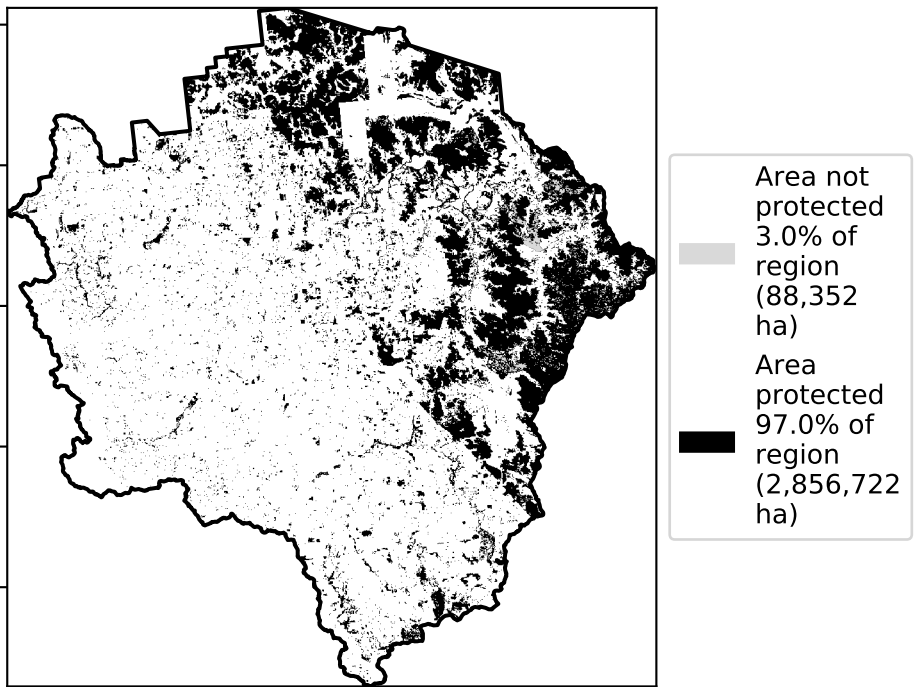 Area not
protected
3.0% of
region
(88,352
ha)
Area
protected
97.0% of
region
(2,856,722
ha)